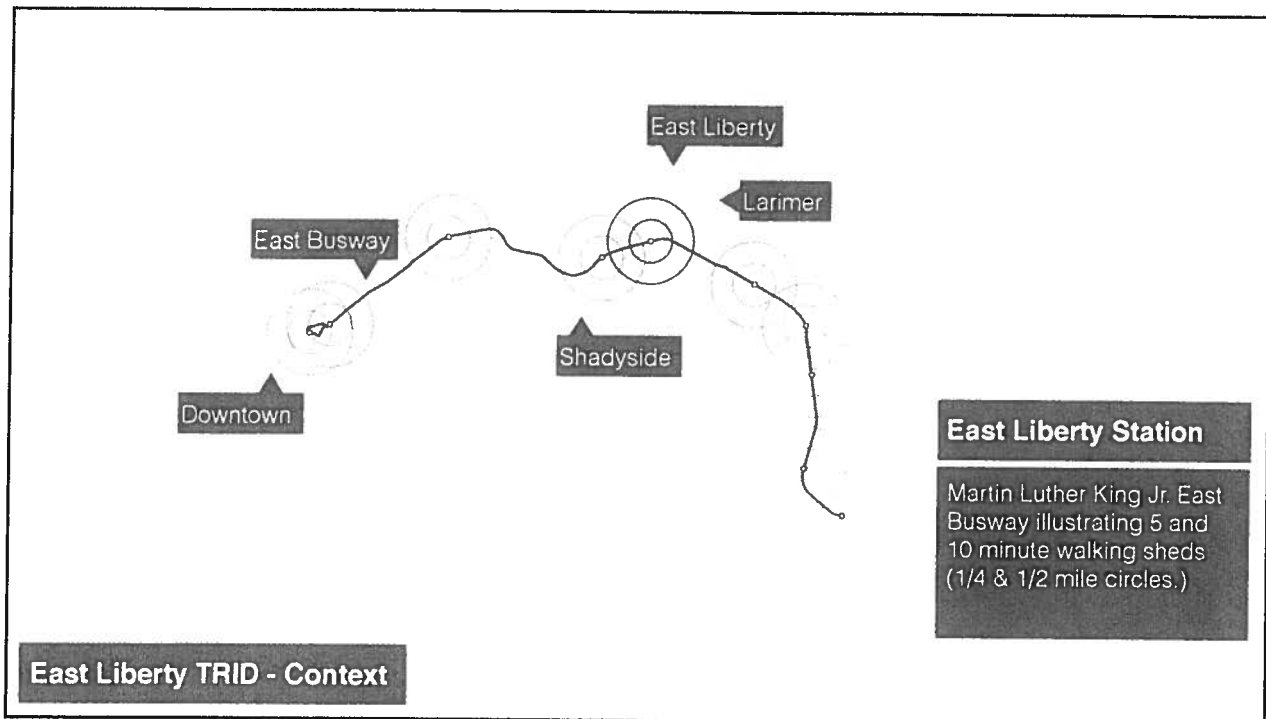 East Liberty
Larimer
East Busway
Shadyside
Downtown
East Liberty Station
Martin Luther King Jr. East
Busway illustrating 5 and
10 minute walking sheds
(1/4 & 1/2 mile circles.)
East Liberty TRID - Context